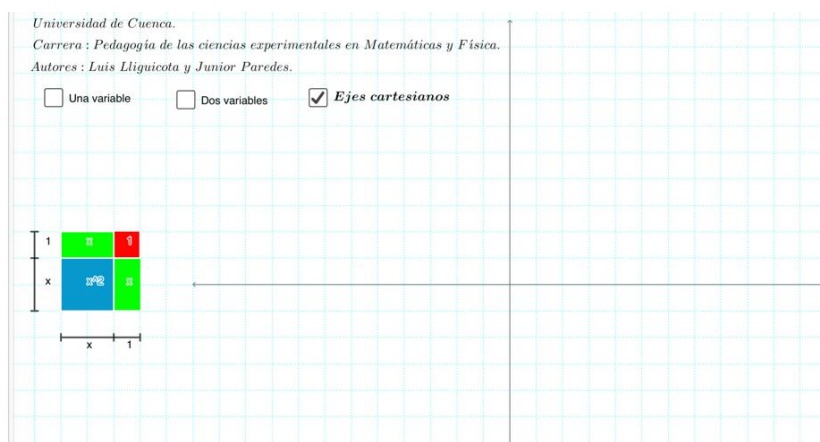 Universidad de Cuenca.
Carrera : Pedagogía de las ciencias experimentales en Matemáticas y Física.
Autores : Luis Lliguicota y Junior Paredes.
Una variable
Dos variables
Ejes cartesianos
1 x 1
x x^2 x
x 1